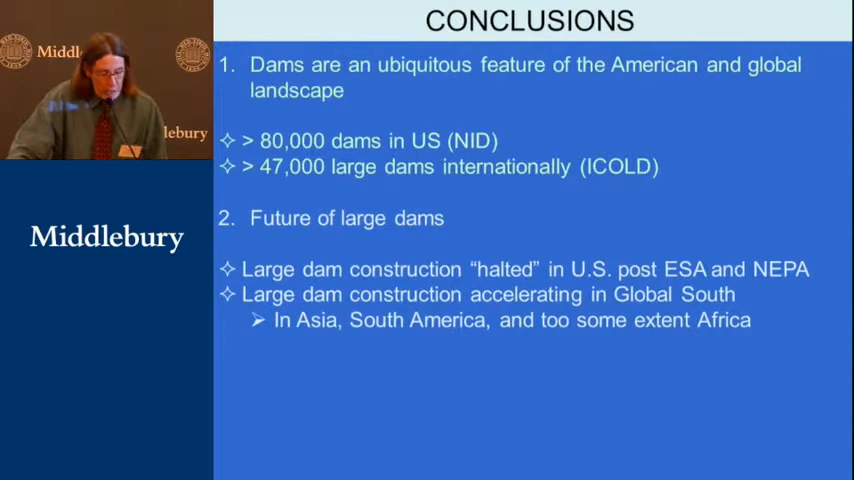 CONCLUSIONS
1. Dams are an ubiquitous feature of the American and global
landscape
> 80,000 dams in US (NID)
> 47,000 large dams internationally (ICOLD)
2. Future of large dams
Large dam construction “halted” in U.S. post ESA and NEPA
Large dam construction accelerating in Global South
In Asia, South America, and too some extent Africa
Middl
lebury
Middlebury